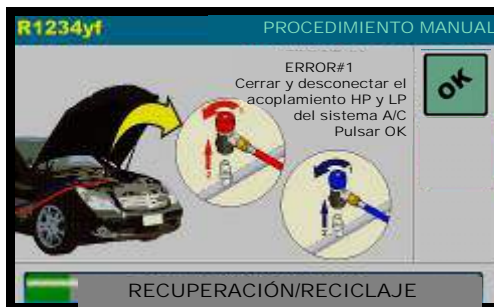 R1234yf
PROCEDIMIENTO MANUAL
ERROR#1
Cerrar y desconectar el
acoplamiento HP y LP
del sistema A/C
Pulsar OK
OK
RECUPERACIÓN/RECICLAJE